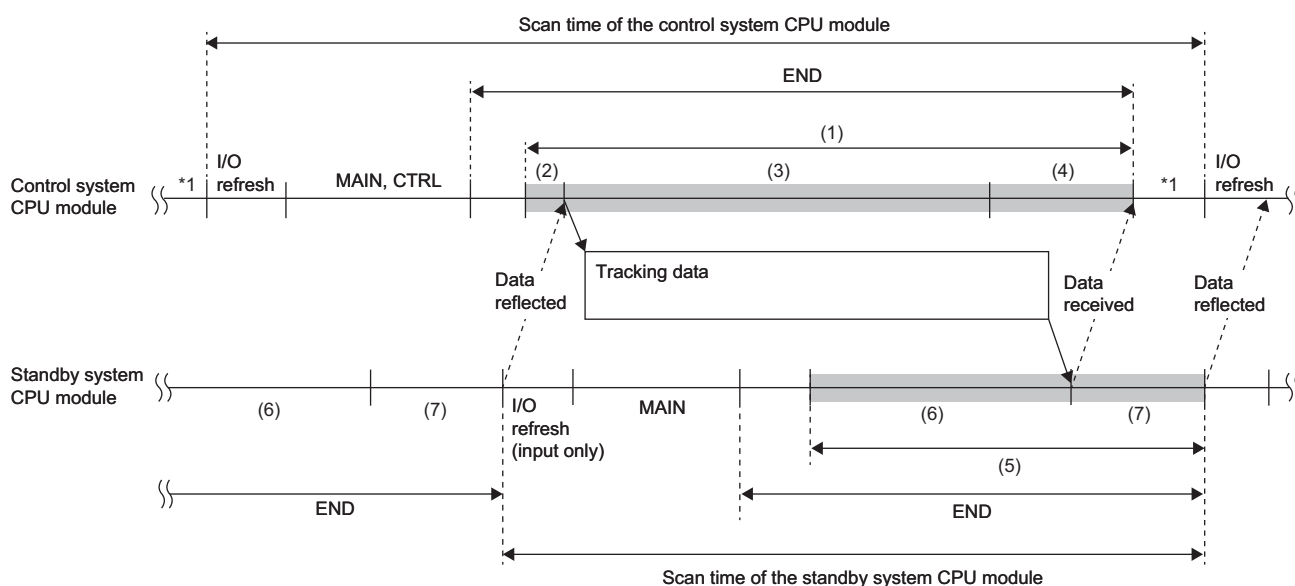 Scan time of the control system CPU module
END
(1)
*1
I/O
refresh
MAIN, CTRL
(2)
(3)
(4)
*1
I/O
refresh
Control system
CPU module
Data
reflected
Tracking data
Data
received
Data
reflected
Standby system
CPU module
(6)
(7)
I/O
refresh
(input only)
MAIN
(6)
(7)
(5)
END
END
Scan time of the standby system CPU module